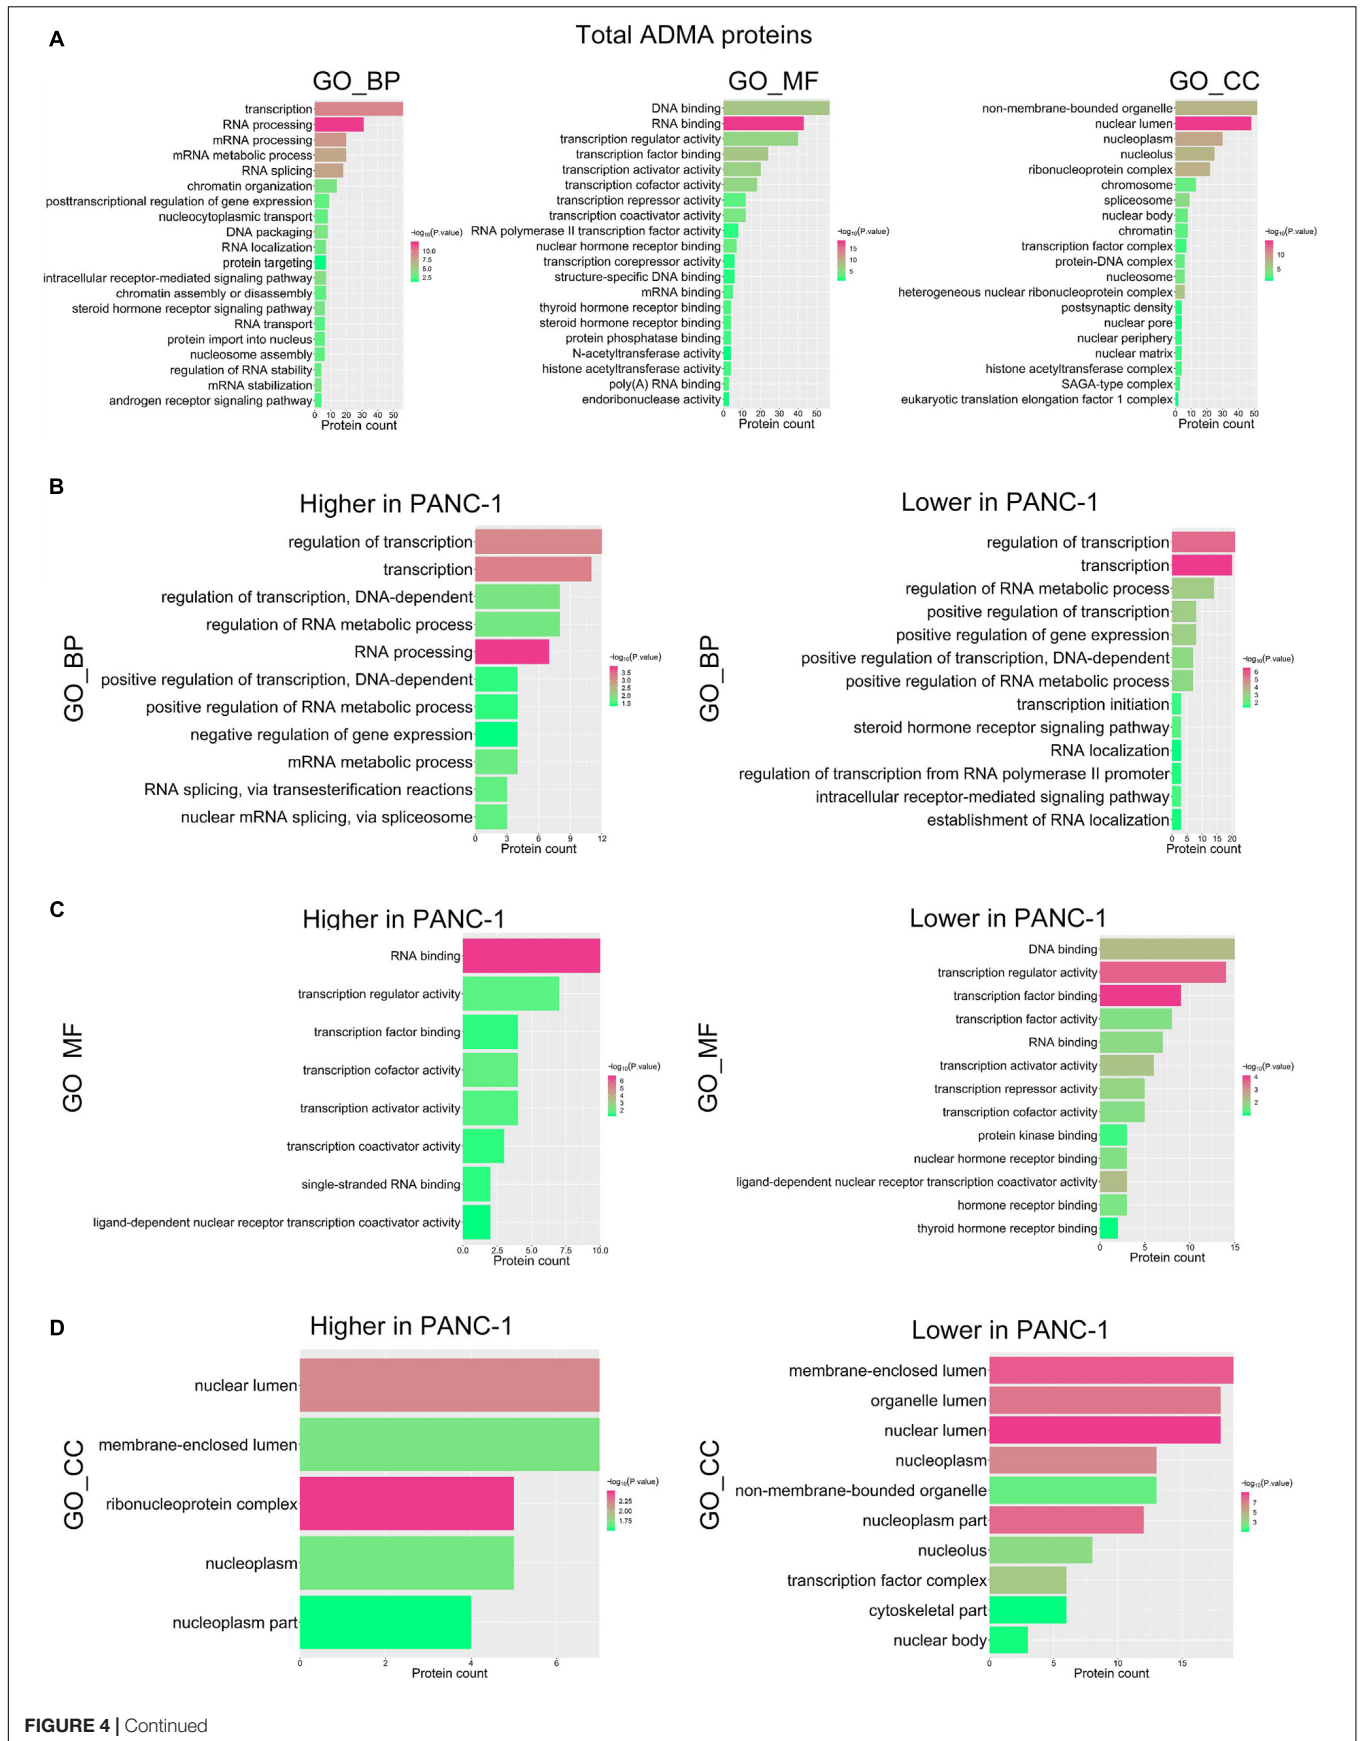 A
Total ADMA proteins
GO_BP
transcription
RNA processing
mRNA processing
mRNA metabolic process
RNA splicing
chromatin organization
posttranscriptional regulation of gene expression
nucleocytoplasmic transport
DNA packaging
RNA localization
protein targeting
intracellular receptor-mediated signaling pathway
chromatin assembly or disassembly
steroid hormone receptor signaling pathway
RNA transport
protein import into nucleus
nucleosome assembly
regulation of RNA stability
mRNA stabilization
androgen receptor signaling pathway
0 10 20 30 40 50
Protein count
-log10(P.value)
10.0
7.5
5.0
2.5
GO_MF
DNA binding
RNA binding
transcription regulator activity
transcription factor binding
transcription activator activity
transcription cofactor activity
transcription repressor activity
transcription coactivator activity
RNA polymerase II transcription factor activity
nuclear hormone receptor binding
transcription corepressor activity
structure-specific DNA binding
mRNA binding
thyroid hormone receptor binding
steroid hormone receptor binding
protein phosphatase binding
N-acetyltransferase activity
histone acetyltransferase activity
poly(A) RNA binding
endoribonuclease activity
0 10 20 30 40 50
Protein count
-log10(P.value)
15
10
5
GO_CC
non-membrane-bounded organelle
nuclear lumen
nucleoplasm
nucleolus
ribonucleoprotein complex
chromosome
spliceosome
nuclear body
chromatin
transcription factor complex
protein-DNA complex
nucleosome
heterogeneous nuclear ribonucleoprotein complex
postsynaptic density
nuclear pore
nuclear periphery
nuclear matrix
histone acetyltransferase complex
SAGA-type complex
eukaryotic translation elongation factor 1 complex
0 10 20 30 40 50
Protein count
-log10(P.value)
10
5
B
Higher in PANC-1
GO_BP
regulation of transcription
transcription
regulation of transcription, DNA-dependent
regulation of RNA metabolic process
RNA processing
positive regulation of transcription, DNA-dependent
positive regulation of RNA metabolic process
negative regulation of gene expression
mRNA metabolic process
RNA splicing, via transesterification reactions
nuclear mRNA splicing, via spliceosome
0 3 6 9 12
Protein count
-log10(P.value)
3.5
3.0
2.5
2.0
1.5
Lower in PANC-1
GO_BP
regulation of transcription
transcription
regulation of RNA metabolic process
positive regulation of transcription
positive regulation of gene expression
positive regulation of transcription, DNA-dependent
positive regulation of RNA metabolic process
transcription initiation
steroid hormone receptor signaling pathway
RNA localization
regulation of transcription from RNA polymerase II promoter
intracellular receptor-mediated signaling pathway
establishment of RNA localization
0 5 10 15 20
Protein count
-log10(P.value)
6
5
4
3
2
C
Higher in PANC-1
GO MF
RNA binding
transcription regulator activity
transcription factor binding
transcription cofactor activity
transcription activator activity
transcription coactivator activity
single-stranded RNA binding
ligand-dependent nuclear receptor transcription coactivator activity
0.0 2.5 5.0 7.5 10.0
Protein count
-log10(P.value)
6
5
4
3
2
Lower in PANC-1
GO_MF
DNA binding
transcription regulator activity
transcription factor binding
transcription factor activity
RNA binding
transcription activator activity
transcription repressor activity
transcription cofactor activity
protein kinase binding
nuclear hormone receptor binding
ligand-dependent nuclear receptor transcription coactivator activity
hormone receptor binding
thyroid hormone receptor binding
0 5 10 15
Protein count
-log10(P.value)
4
3
2
D
Higher in PANC-1
GO_CC
nuclear lumen
membrane-enclosed lumen
ribonucleoprotein complex
nucleoplasm
nucleoplasm part
0 2 4 6
Protein count
-log10(P.value)
2.25
2.00
1.75
Lower in PANC-1
GO_CC
membrane-enclosed lumen
organelle lumen
nuclear lumen
nucleoplasm
non-membrane-bounded organelle
nucleoplasm part
nucleolus
transcription factor complex
cytoskeletal part
nuclear body
0 5 10 15
Protein count
-log10(P.value)
7
5
3
FIGURE 4 | Continued